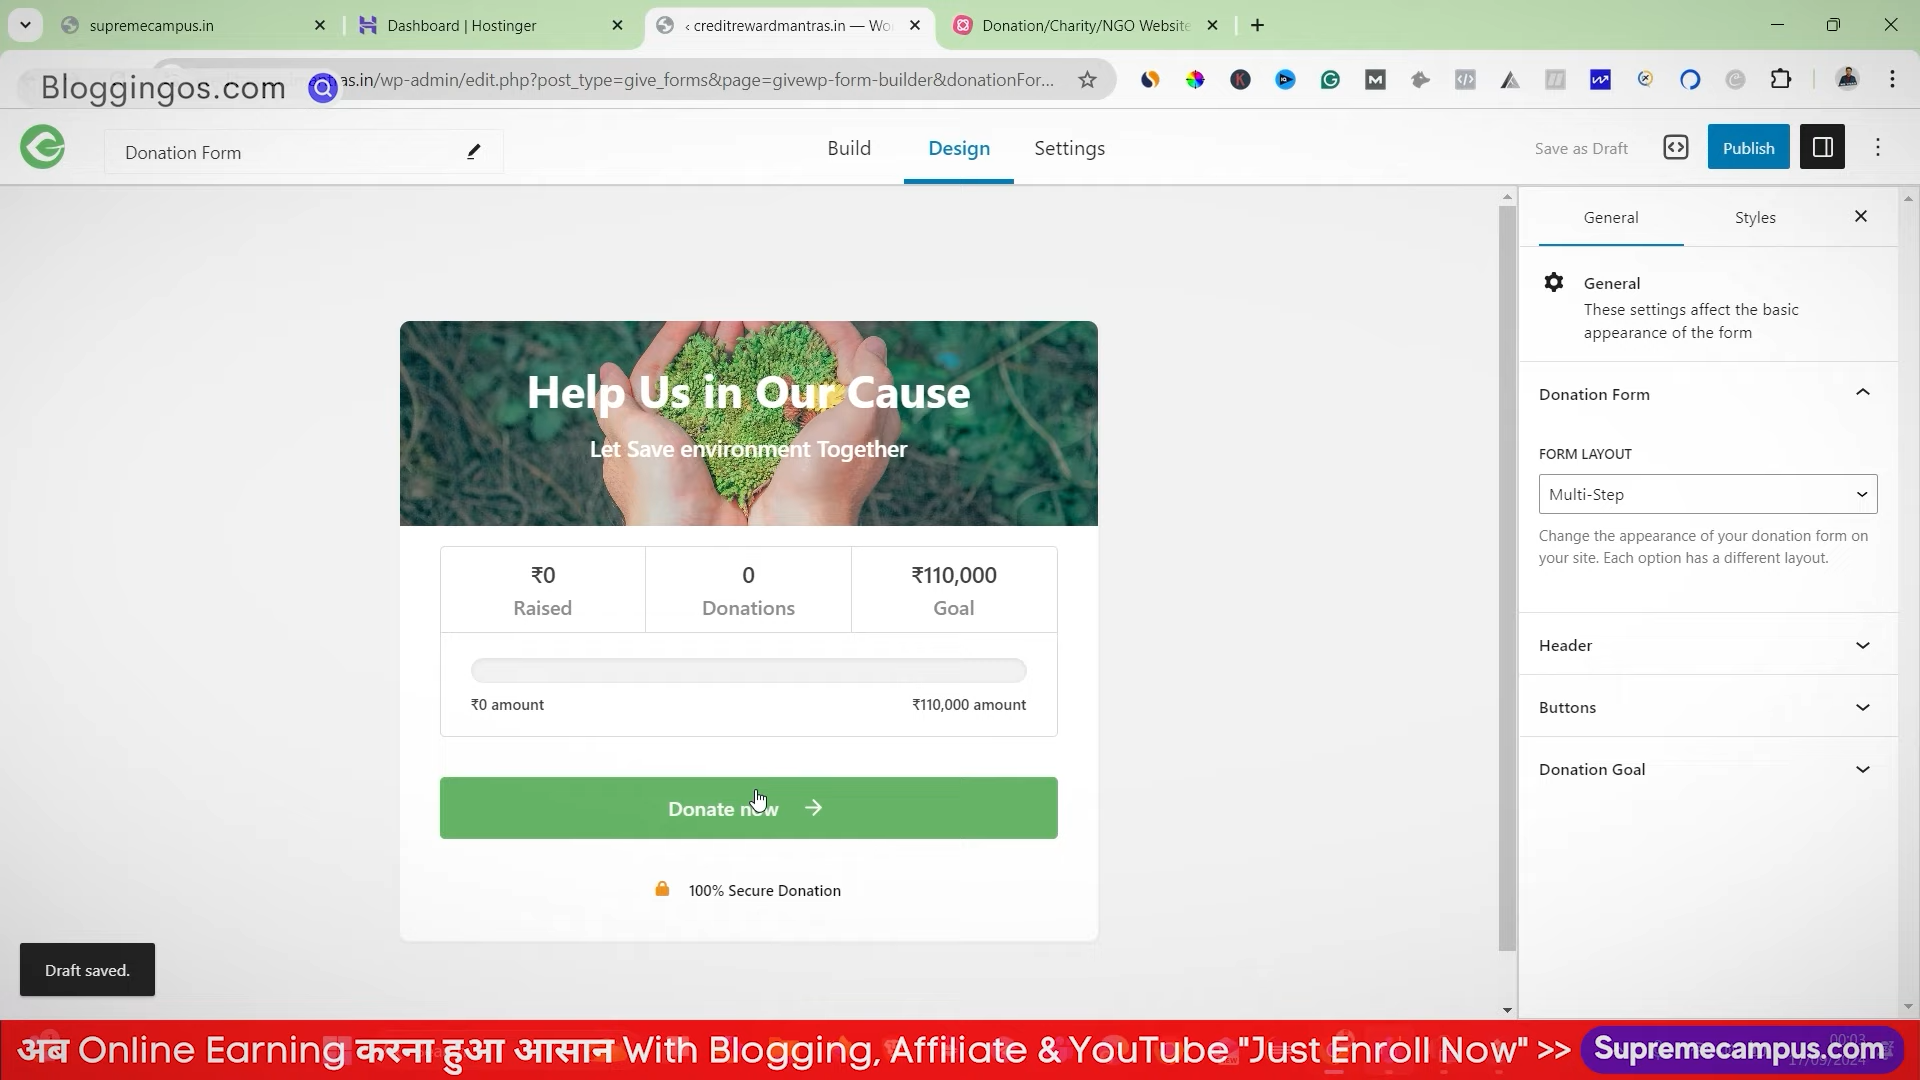 supremecampus.in
Dashboard | Hostinger
‹ creditrewardmantras.in — Wo
Donation/Charity/NGO Website
Bloggingos.com
as.in/wp-admin/edit.php?post_type=give_forms&page=givewp-form-builder&donationFor...
Donation Form
Build
Design
Settings
Save as Draft
Publish
General
Styles
General
These settings affect the basic
appearance of the form
Donation Form
FORM LAYOUT
Multi-Step
Change the appearance of your donation form on
your site. Each option has a different layout.
Header
Buttons
Donation Goal
Help Us in Our Cause
Let Save environment Together
₹0
Raised
0
Donations
₹110,000
Goal
₹0 amount
₹110,000 amount
Donate now
100% Secure Donation
Draft saved.
अब Online Earning करना हुआ आसान With Blogging, Affiliate & YouTube "Just Enroll Now" >>
Supremecampus.com